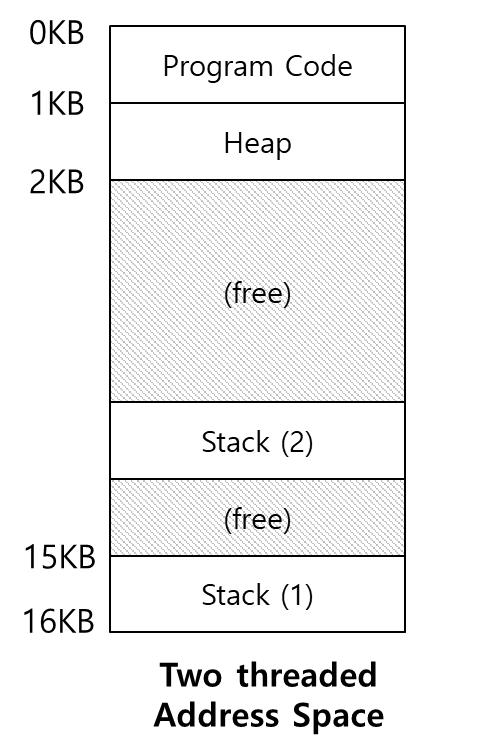 0KB
Program Code
1KB
Heap
2KB
(free)
Stack (2)
(free)
15KB
Stack (1)
16KB
Two threaded
Address Space